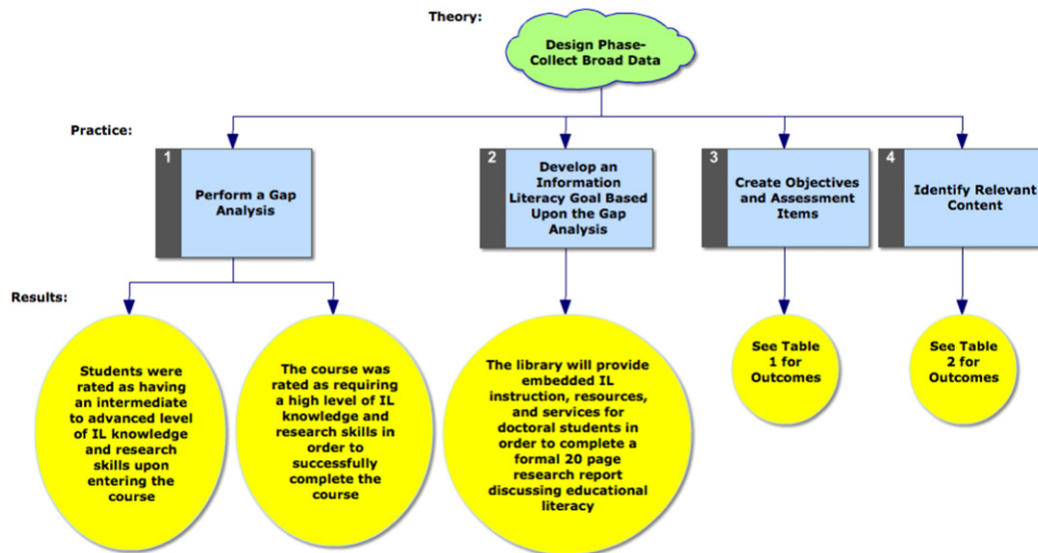 Theory:
Design Phase-
Collect Broad Data
Practice:
1
Perform a Gap
Analysis
2
Develop an
Information
Literacy Goal Based
Upon the Gap
Analysis
3
Create Objectives
and Assessment
Items
4
Identify Relevant
Content
Results:
Students were
rated as having
an intermediate
to advanced level
of IL knowledge
and research
skills upon
entering the
course
The course was
rated as requiring
a high level of IL
knowledge and
research skills in
order to
successfully
complete the
course
The library will provide
embedded IL
instruction, resources,
and services for
doctoral students in
order to complete a
formal 20 page
research report
discussing educational
literacy
See Table
1 for
Outcomes
See Table
2 for
Outcomes